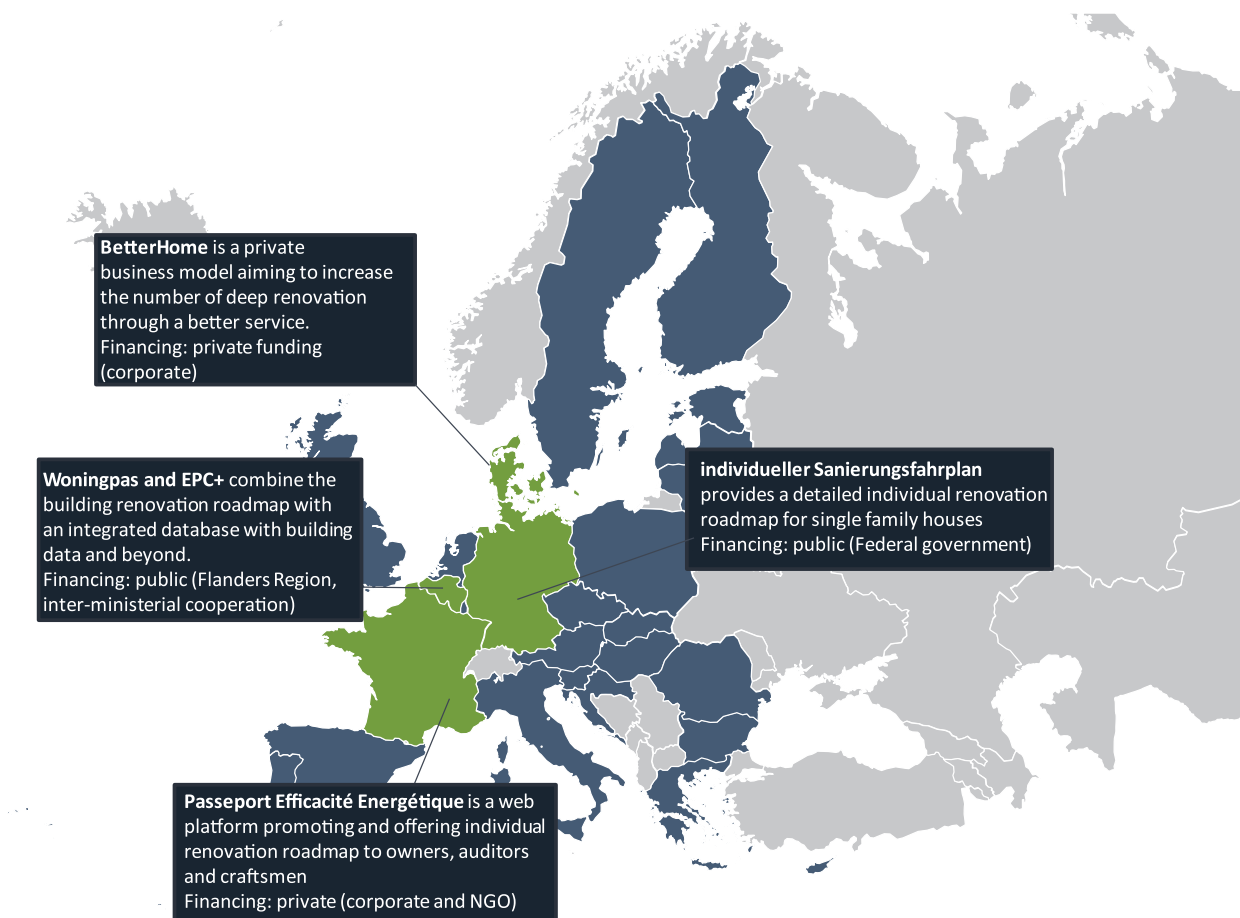 BetterHome is a private
business model aiming to increase
the number of deep renovation
through a better service.
Financing: private funding
(corporate)
Woningpas and EPC+ combine the
building renovation roadmap with
an integrated database with building
data and beyond.
Financing: public (Flanders Region,
inter-ministerial cooperation)
individueller Sanierungsfahrplan
provides a detailed individual renovation
roadmap for single family houses
Financing: public (Federal government)
Passeport Efficacité Energétique is a web
platform promoting and offering individual
renovation roadmap to owners, auditors
and craftsmen
Financing: private (corporate and NGO)